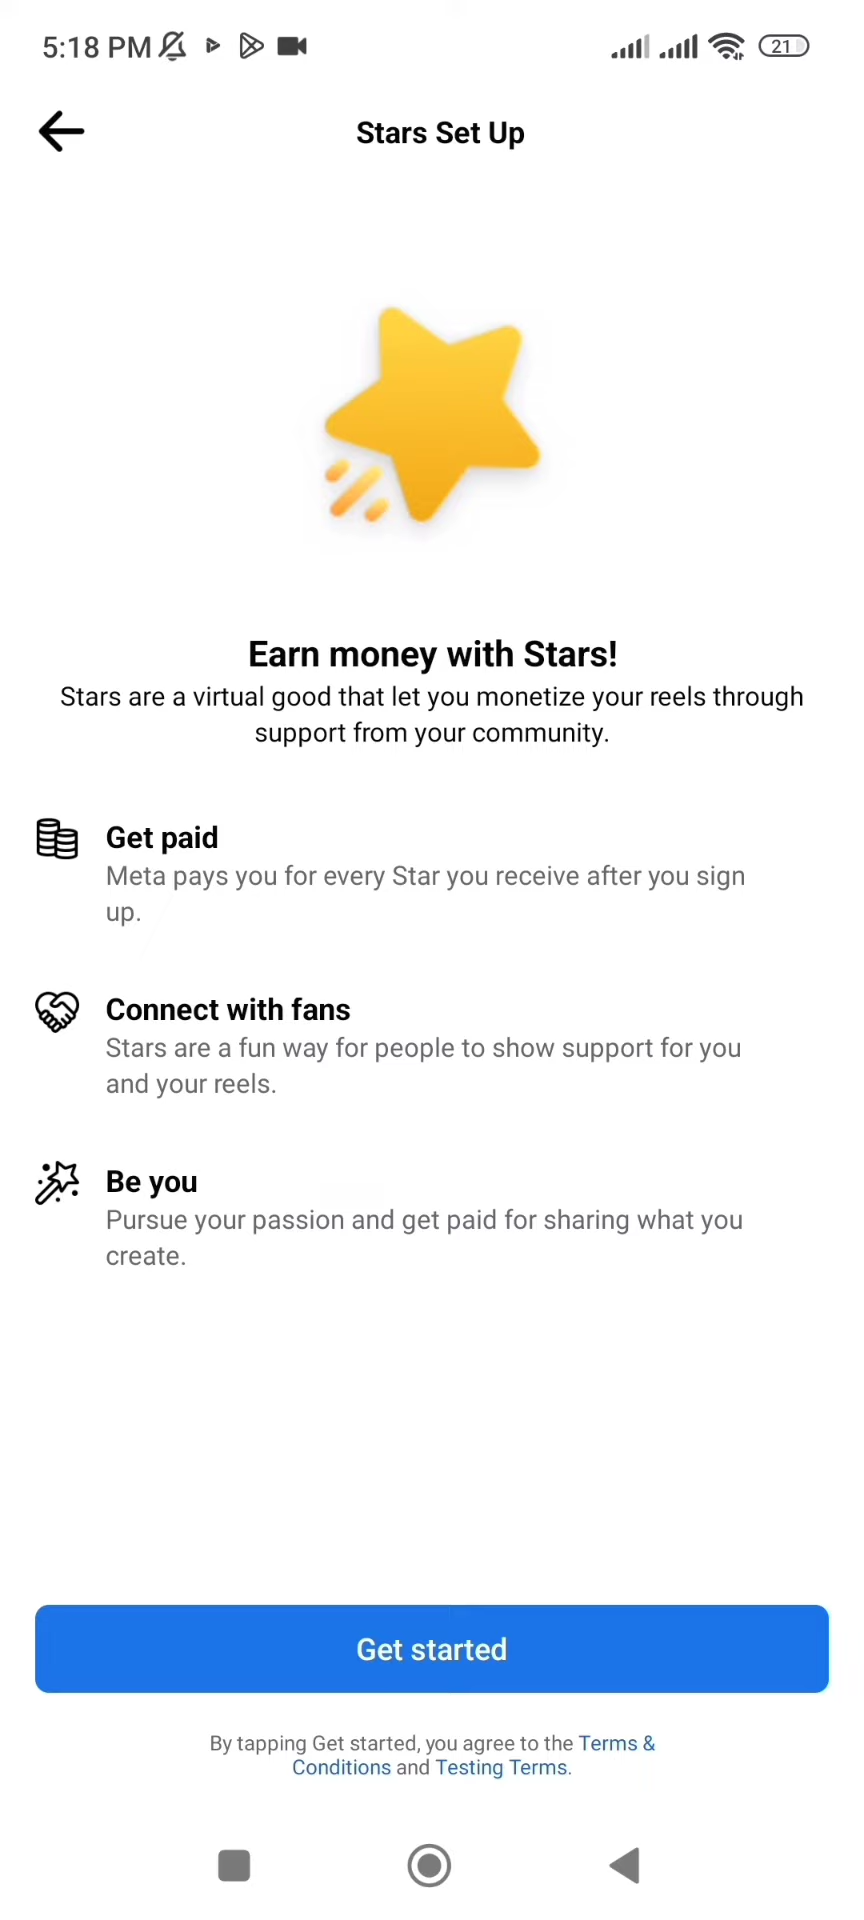 5:18 PM
21
Stars Set Up
Earn money with Stars!
Stars are a virtual good that let you monetize your reels through
support from your community.
Get paid
Meta pays you for every Star you receive after you sign
up.
Connect with fans
Stars are a fun way for people to show support for you
and your reels.
Be you
Pursue your passion and get paid for sharing what you
create.
Get started
By tapping Get started, you agree to the Terms &
Conditions and Testing Terms.